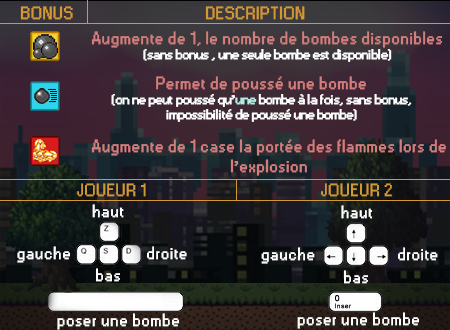 BONUS DESCRIPTION
Augmente de 1, le nombre de bombes disponibles
(sans bonus , une seule bombe est disponible)
Permet de poussé une bombe
(on ne peut poussé qu'une bombe à la fois, sans bonus,
impossibilité de poussé une bombe)
Augmente de 1 case la portée des flammes lors de
l'explosion
JOUEUR 1 JOUEUR 2
haut haut
Z ↑
gauche Q S D droite gauche ← ↓ → droite
bas bas
0
Inser
poser une bombe poser une bombe